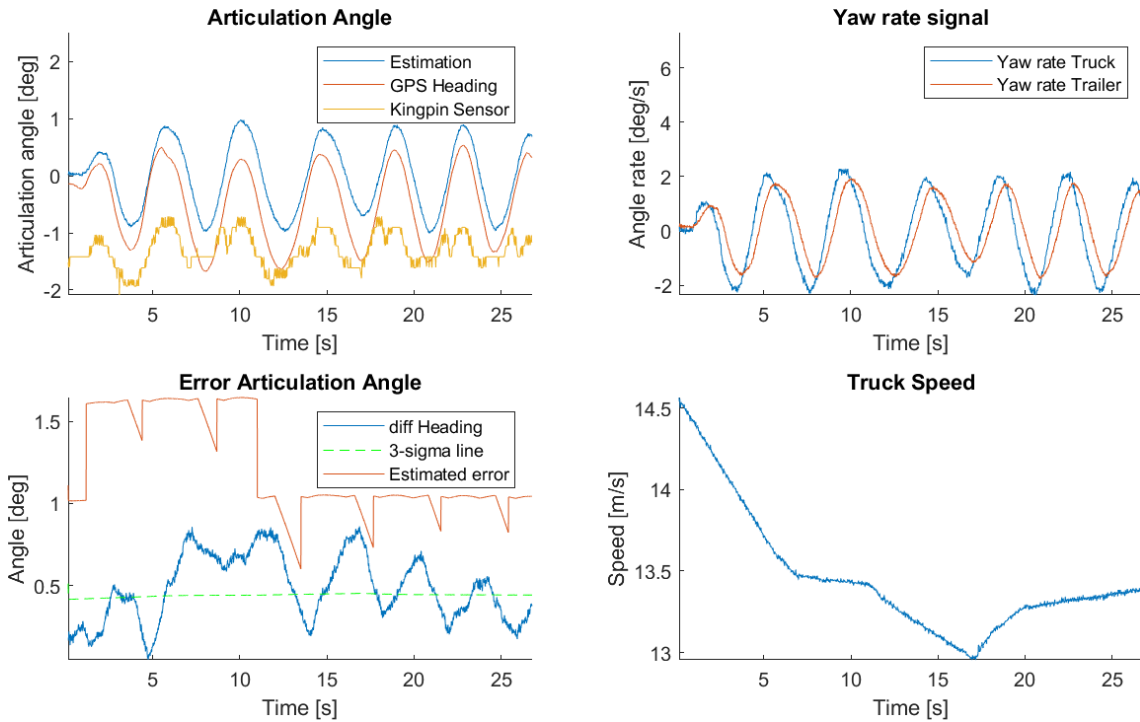 Articulation Angle
Articulation angle [deg]
2
1
0
-1
-2
Estimation
GPS Heading
Kingpin Sensor
5
10
15
20
25
Time [s]
Yaw rate signal
Angle rate [deg/s]
6
4
2
0
-2
Yaw rate Truck
Yaw rate Trailer
5
10
15
20
25
Time [s]
Error Articulation Angle
Angle [deg]
1.5
1
0.5
diff Heading
3-sigma line
Estimated error
5
10
15
20
25
Time [s]
Truck Speed
Speed [m/s]
14.5
14
13.5
13
5
10
15
20
25
Time [s]